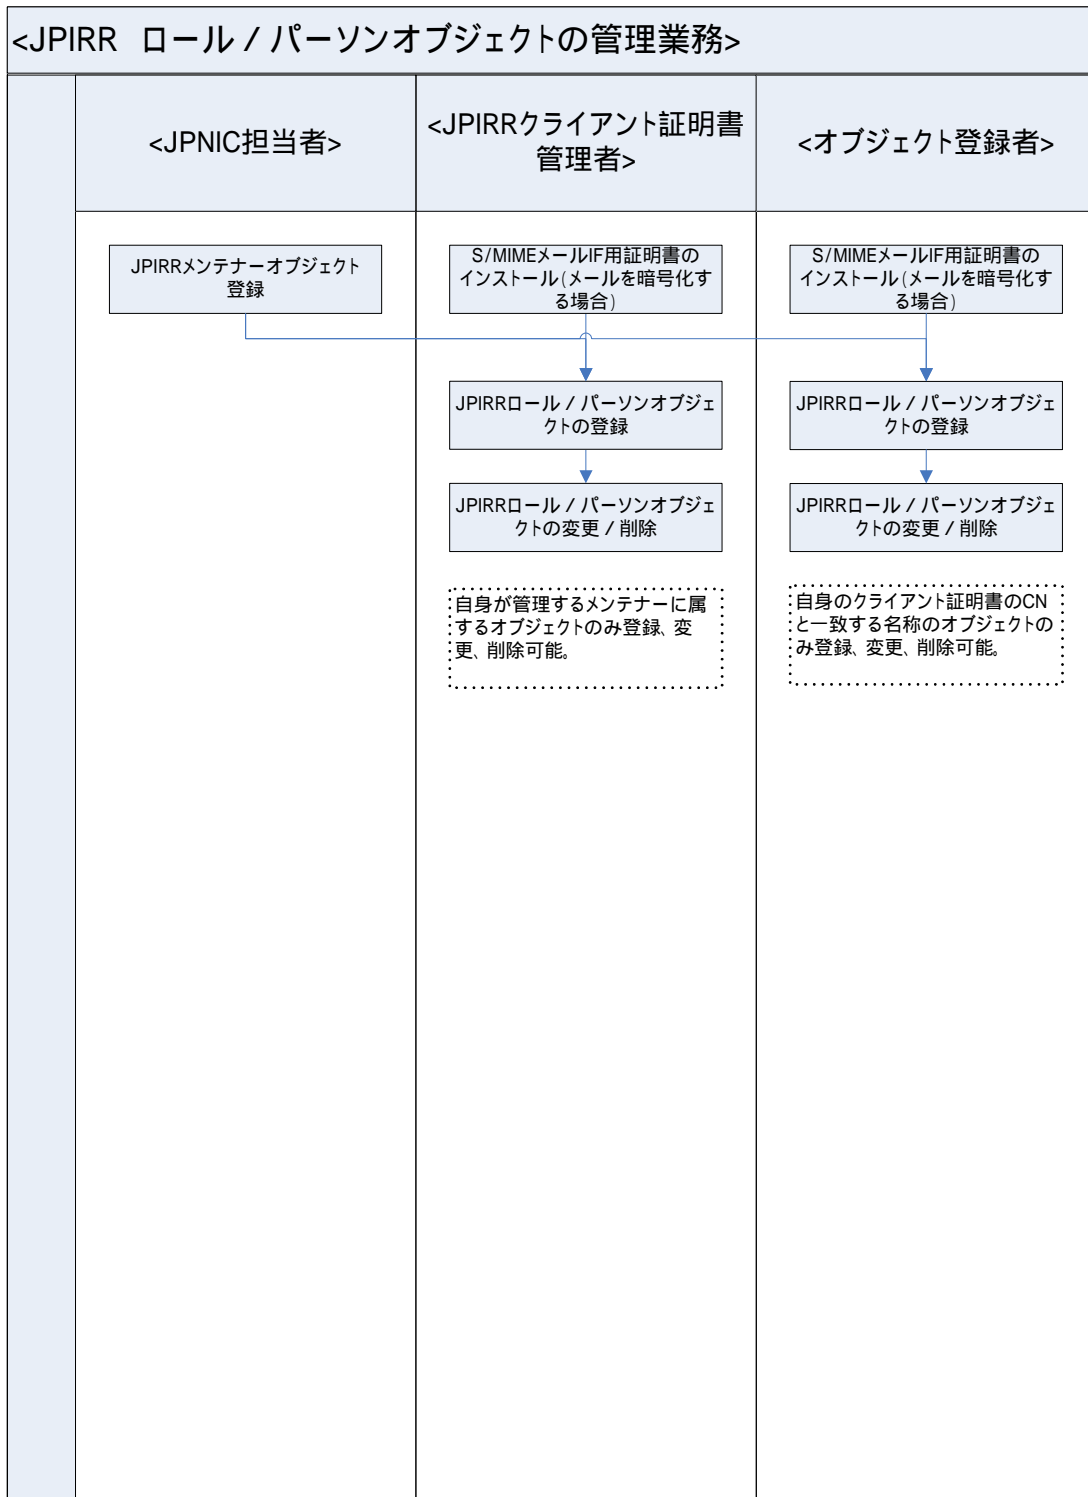 <JPIRR　ロール / パーソンオブジェクトの管理業務>
<JPNIC担当者>
<JPIRRクライアント証明書
管理者>
<オブジェクト登録者>
JPIRRメンテナーオブジェクト
登録
S/MIMEメールIF用証明書の
インストール(メールを暗号化す
る場合)
S/MIMEメールIF用証明書の
インストール(メールを暗号化す
る場合)
JPIRRロール / パーソンオブジェ
クトの登録
JPIRRロール / パーソンオブジェ
クトの登録
JPIRRロール / パーソンオブジェ
クトの変更 / 削除
JPIRRロール / パーソンオブジェ
クトの変更 / 削除
自身が管理するメンテナーに属
するオブジェクトのみ登録、変
更、削除可能。
自身のクライアント証明書のCN
と一致する名称のオブジェクトの
み登録、変更、削除可能。